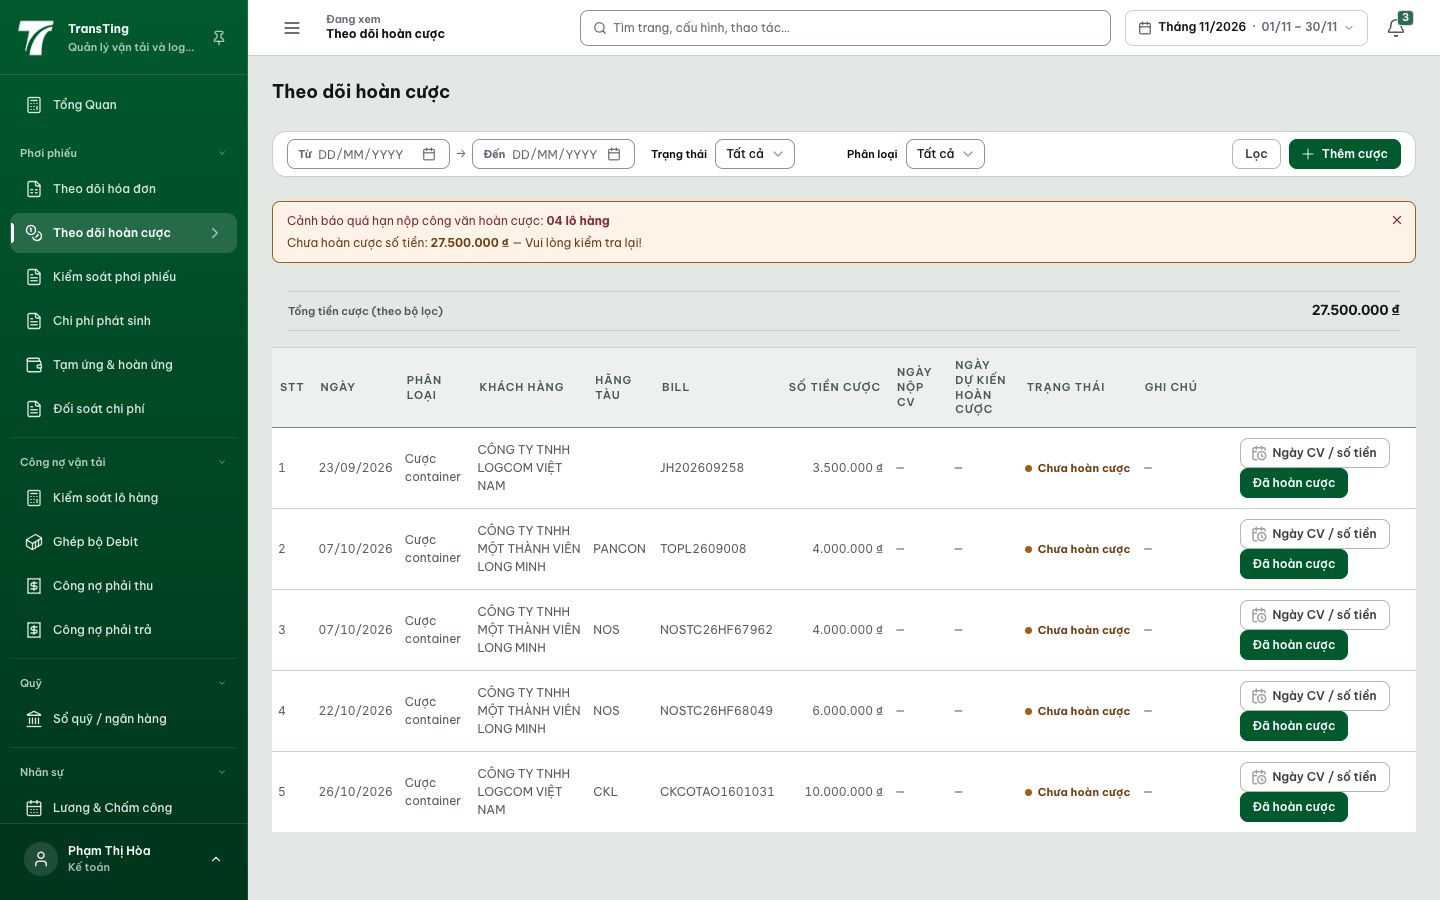 TransTing
Quản lý vận tải và log...
Tổng Quan
Phơi phiếu
Theo dõi hóa đơn
Theo dõi hoàn cược
Kiểm soát phơi phiếu
Chi phí phát sinh
Tạm ứng & hoàn ứng
Đối soát chi phí
Công nợ vận tải
Kiểm soát lô hàng
Ghép bộ Debit
Công nợ phải thu
Công nợ phải trả
Quỹ
Sổ quỹ / ngân hàng
Nhân sự
Lương & Chấm công
Phạm Thị Hòa
Kế toán
Đang xem
Theo dõi hoàn cược
Tìm trang, cấu hình, thao tác...
Tháng 11/2026 · 01/11 – 30/11
3
Theo dõi hoàn cược
Từ DD/MM/YYYY → Đến DD/MM/YYYY Trạng thái Tất cả Phân loại Tất cả Lọc + Thêm cược
Cảnh báo quá hạn nộp công văn hoàn cược: 04 lô hàng
Chưa hoàn cược số tiền: 27.500.000 ₫ — Vui lòng kiểm tra lại!
Tổng tiền cược (theo bộ lọc) 27.500.000 ₫
STT NGÀY PHÂN LOẠI KHÁCH HÀNG HÃNG TÀU BILL SỐ TIỀN CƯỢC NGÀY NỘP CV NGÀY DỰ KIẾN HOÀN CƯỢC TRẠNG THÁI GHI CHÚ
1 23/09/2026 Cược container CÔNG TY TNHH LOGCOM VIỆT NAM JH202609258 3.500.000 ₫ — — Chưa hoàn cược — Ngày CV / số tiền
Đã hoàn cược
2 07/10/2026 Cược container CÔNG TY TNHH MỘT THÀNH VIÊN LONG MINH PANCON TOPL2609008 4.000.000 ₫ — — Chưa hoàn cược — Ngày CV / số tiền
Đã hoàn cược
3 07/10/2026 Cược container CÔNG TY TNHH MỘT THÀNH VIÊN LONG MINH NOS NOSTC26HF67962 4.000.000 ₫ — — Chưa hoàn cược — Ngày CV / số tiền
Đã hoàn cược
4 22/10/2026 Cược container CÔNG TY TNHH MỘT THÀNH VIÊN LONG MINH NOS NOSTC26HF68049 6.000.000 ₫ — — Chưa hoàn cược — Ngày CV / số tiền
Đã hoàn cược
5 26/10/2026 Cược container CÔNG TY TNHH LOGCOM VIỆT NAM CKL CKCOTAO1601031 10.000.000 ₫ — — Chưa hoàn cược — Ngày CV / số tiền
Đã hoàn cược